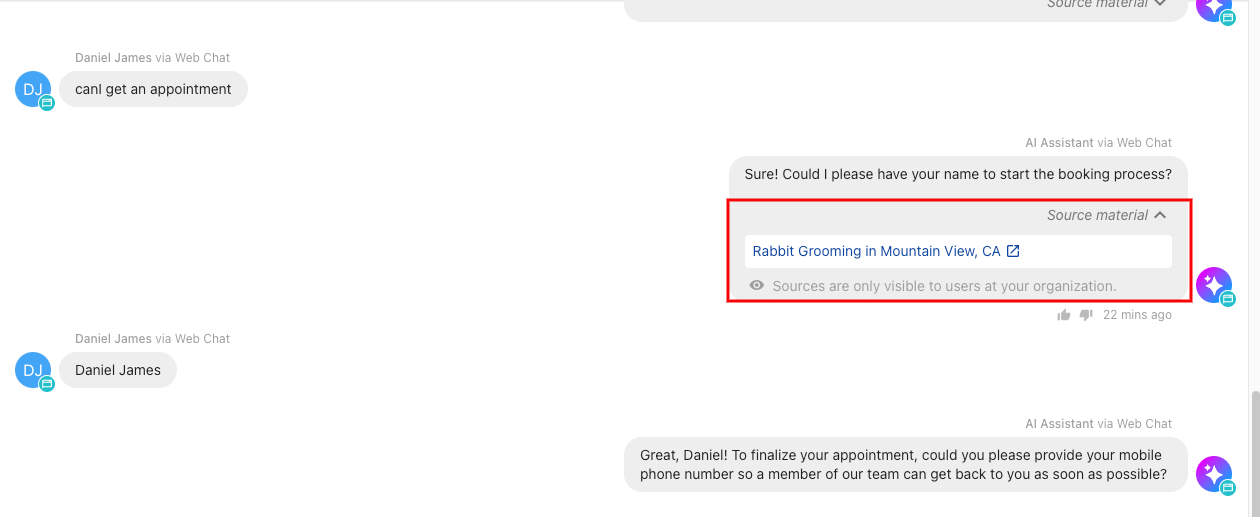 Source material
Daniel James via Web Chat
DJ
canI get an appointment
AI Assistant via Web Chat
Sure! Could I please have your name to start the booking process?
Source material
Rabbit Grooming in Mountain View, CA
Sources are only visible to users at your organization.
22 mins ago
Daniel James via Web Chat
DJ
Daniel James
AI Assistant via Web Chat
Great, Daniel! To finalize your appointment, could you please provide your mobile
phone number so a member of our team can get back to you as soon as possible?